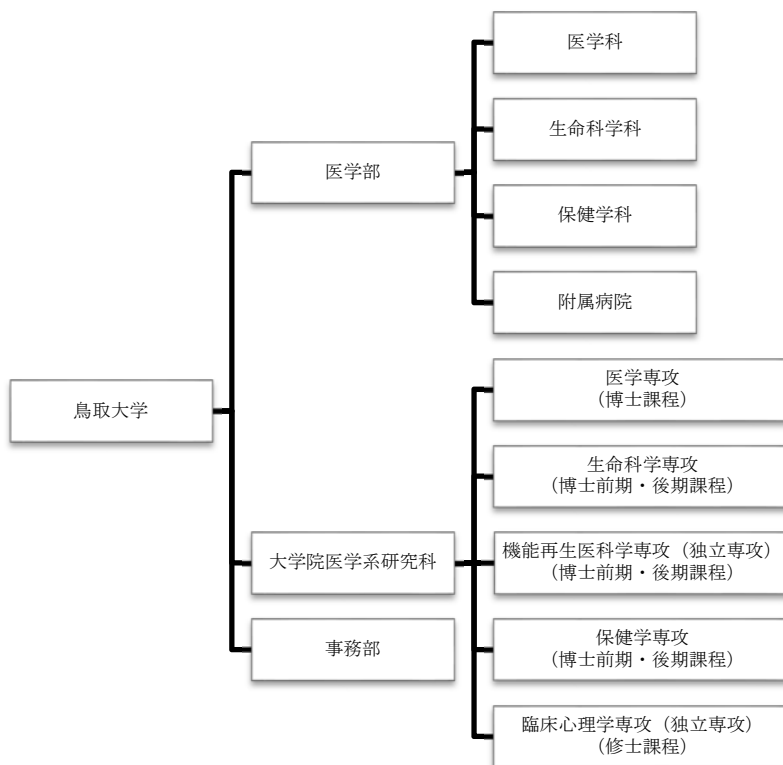 医学科
生命科学科
医学部
保健学科
附属病院
鳥取大学
医学専攻
(博士課程)
生命科学専攻
(博士前期・後期課程)
大学院医学系研究科
機能再生医科学専攻（独立専攻）
(博士前期・後期課程)
事務部
保健学専攻
(博士前期・後期課程)
臨床心理学専攻（独立専攻）
(修士課程)